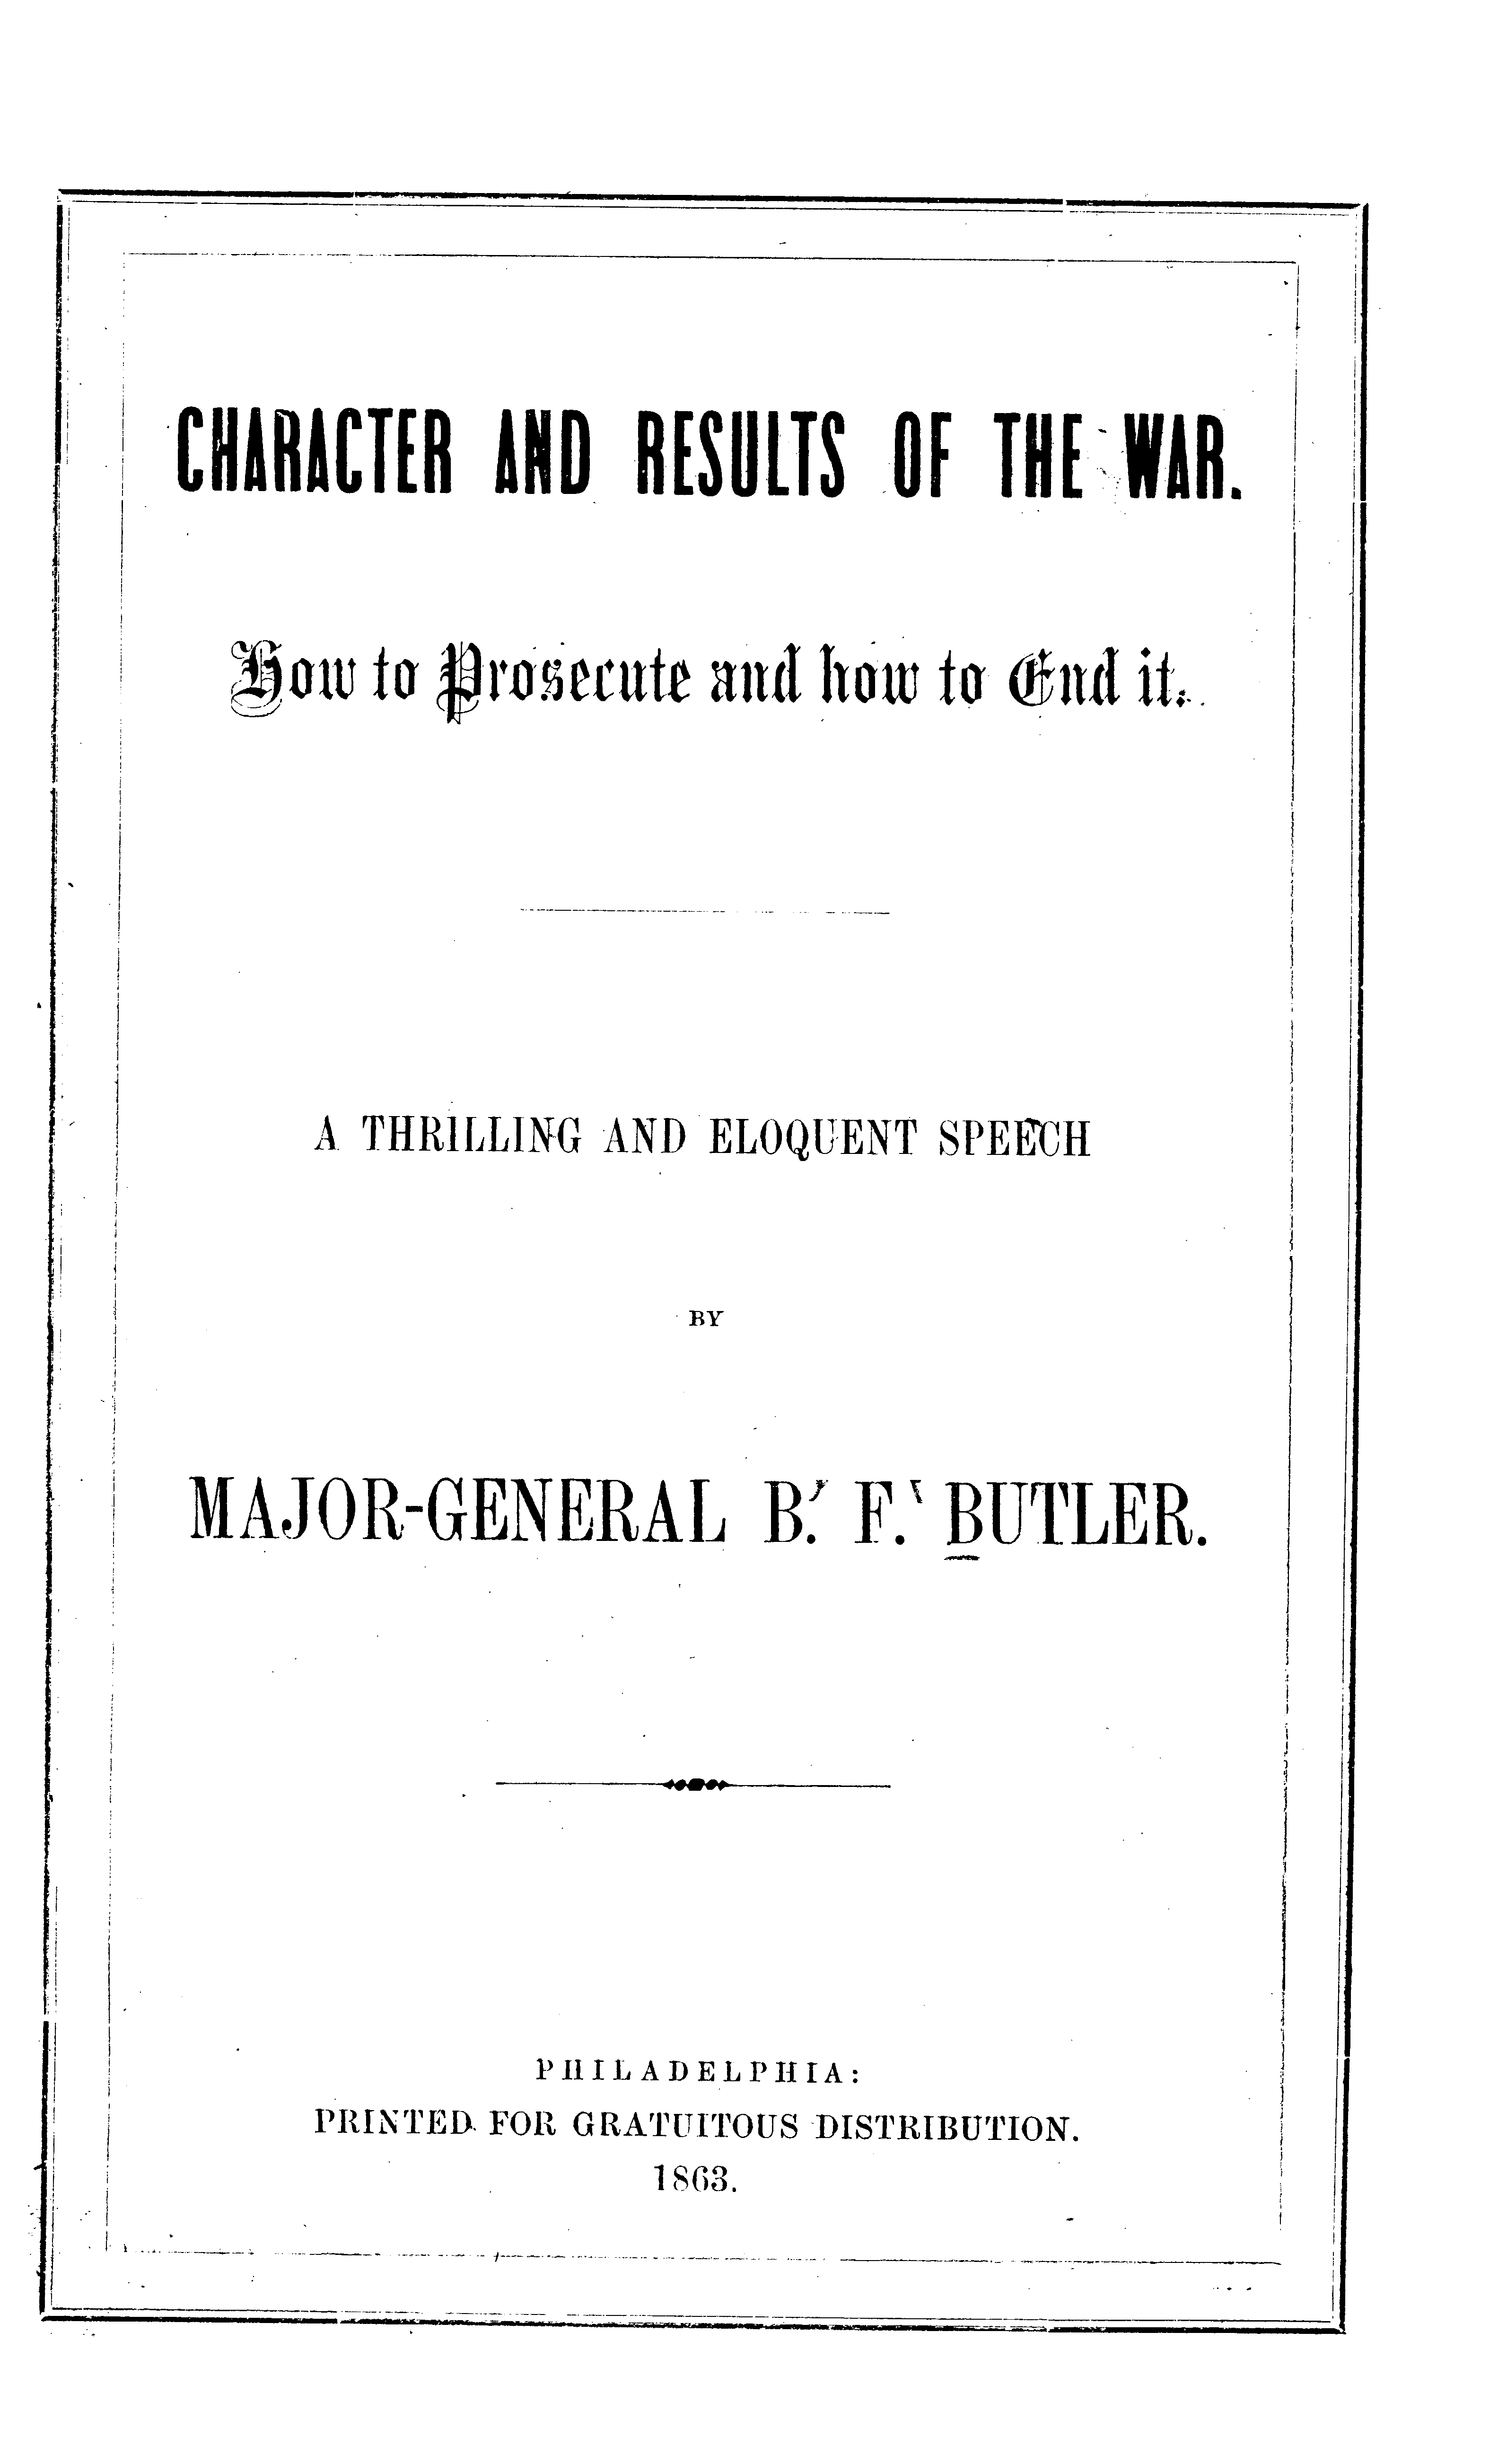 CHARACTER AND RESULTS OF THE WAR.
How to Prosecute and how to End it.
A THRILLING AND ELOQUENT SPEECH
BY
MAJOR-GENERAL B. F. BUTLER.
PHILADELPHIA:
PRINTED FOR GRATUITOUS DISTRIBUTION.
1863.